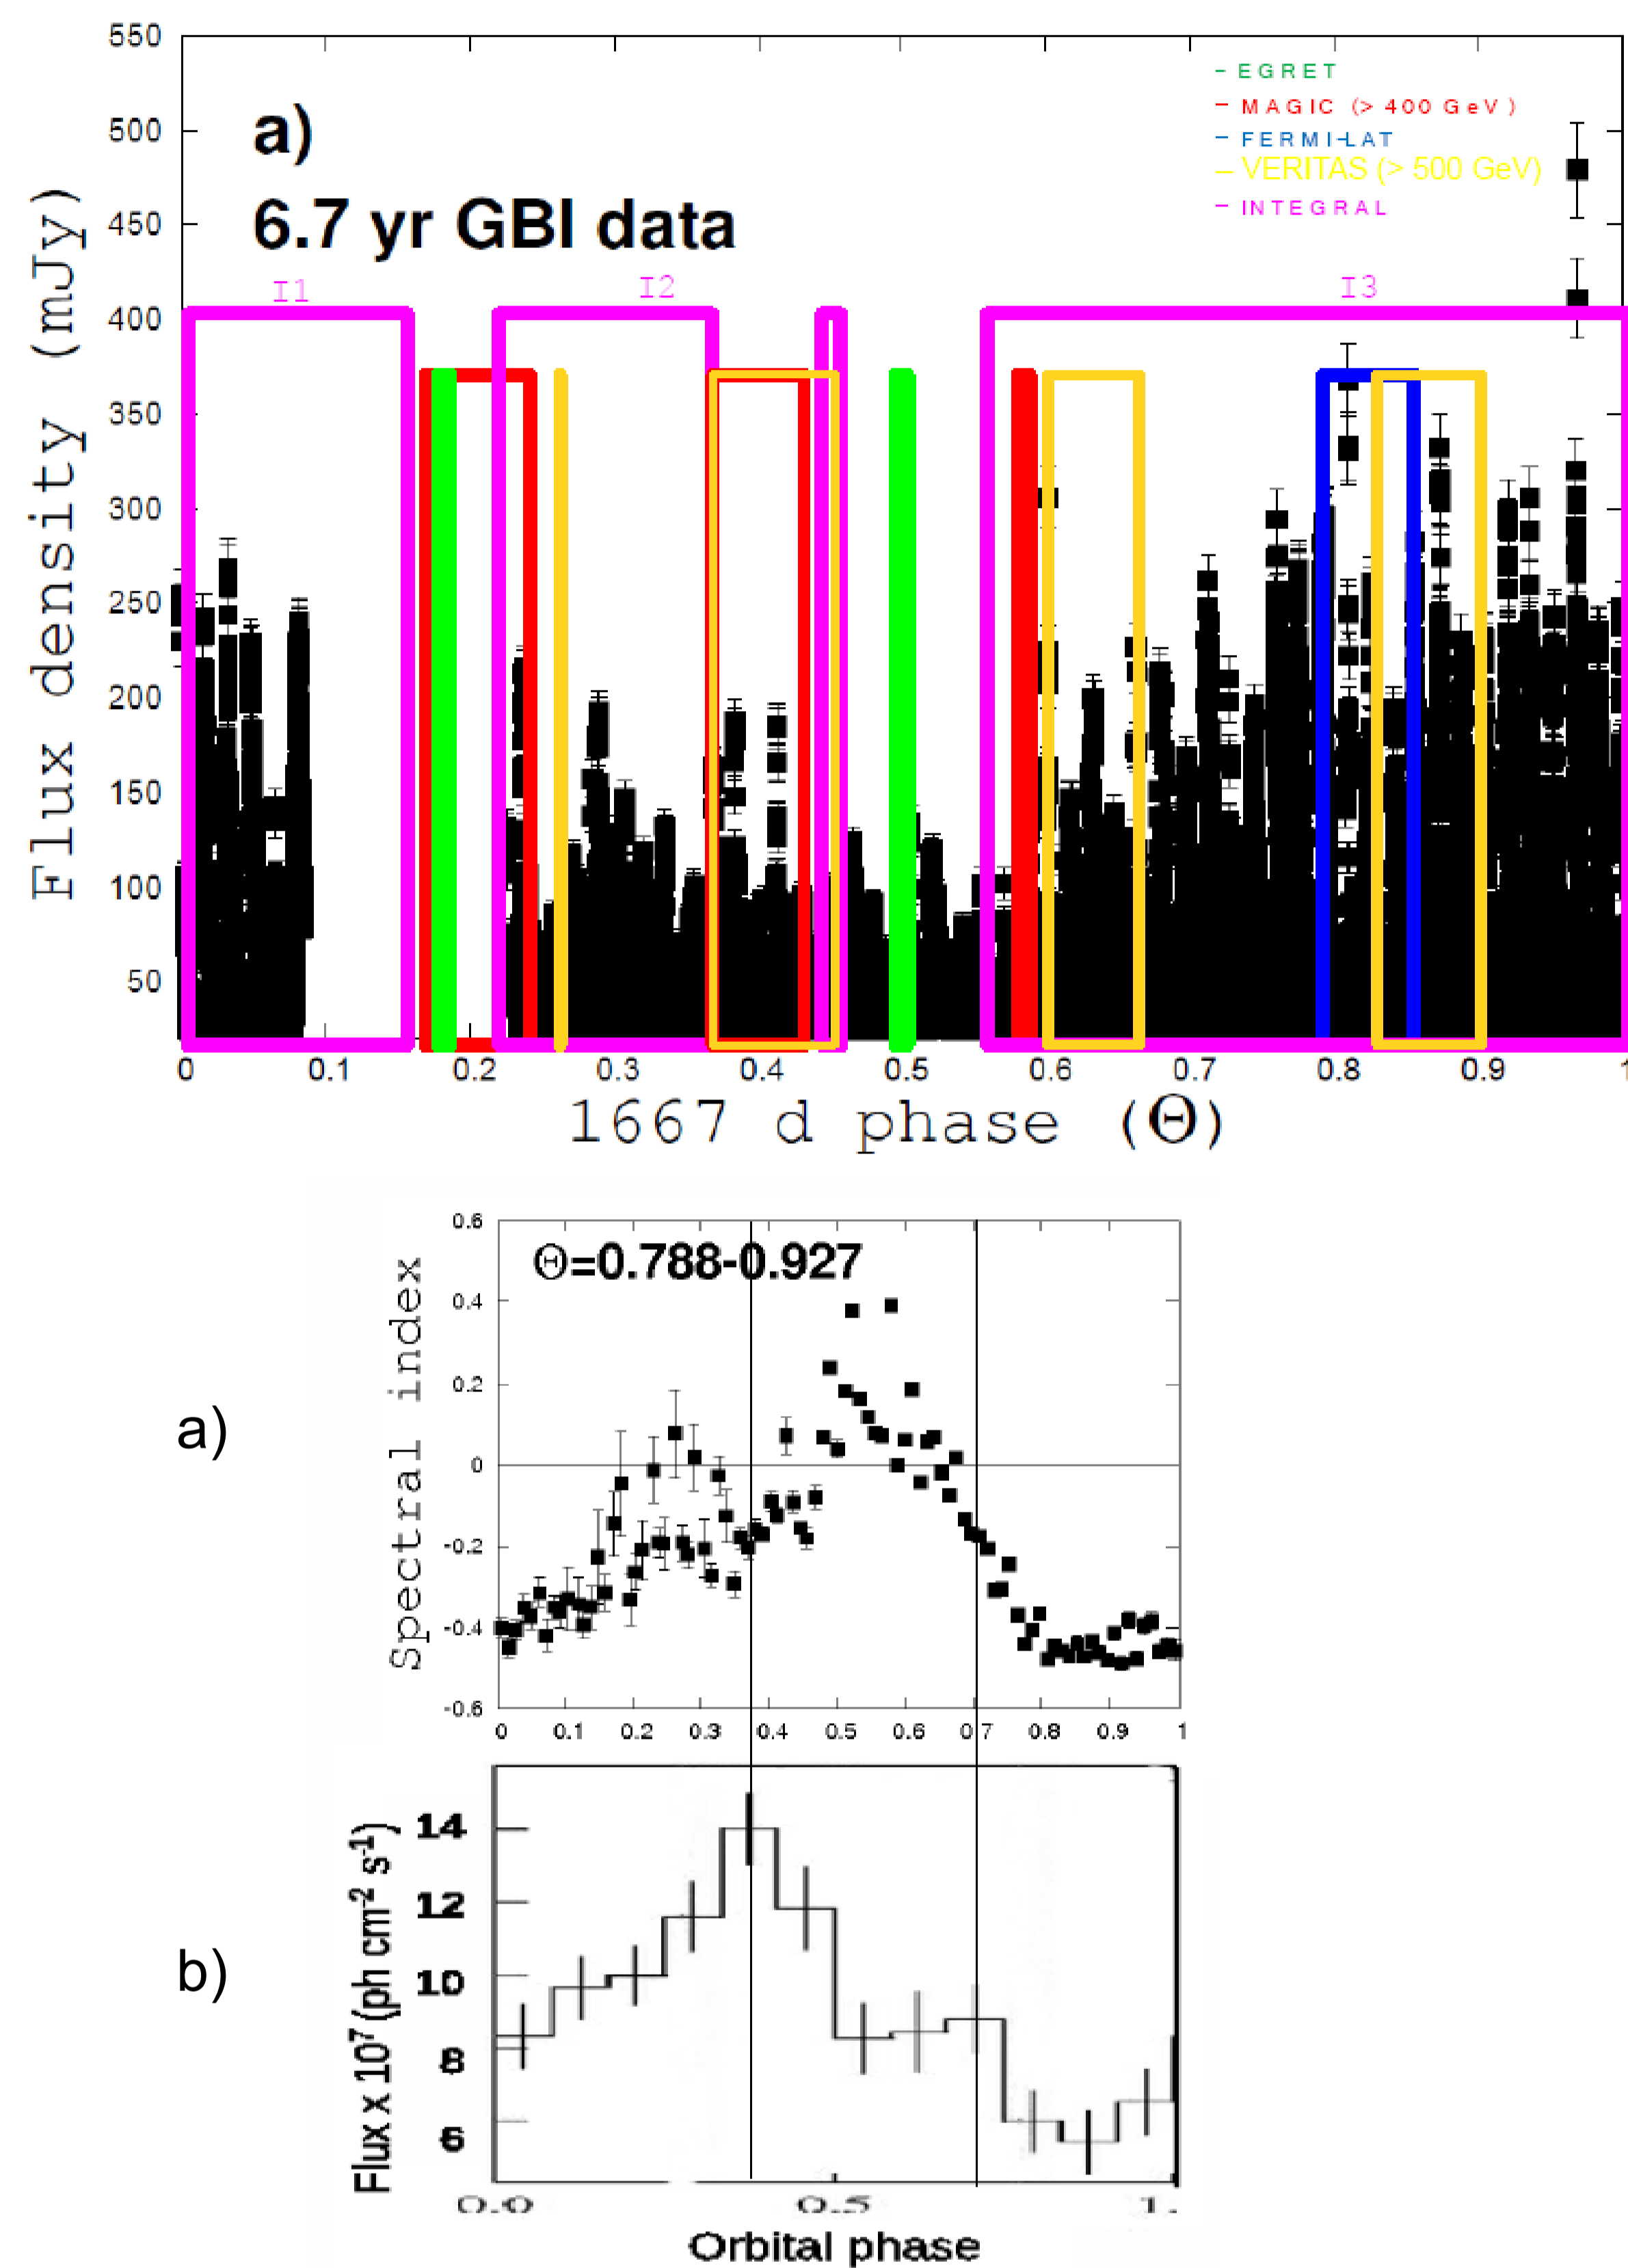 550
500
450
400
350
300
250
200
150
100
50
Flux density (mJy)
a)
6.7 yr GBI data
- EGRET
- MAGIC (> 400 GeV)
- FERMI-LAT
- VERITAS (> 500 GeV)
- INTEGRAL
I1
I2
I3
0 0.1 0.2 0.3 0.4 0.5 0.6 0.7 0.8 0.9 1
1667 d phase (Θ)
a)
Spectral index
Θ=0.788-0.927
0.6
0.4
0.2
0
-0.2
-0.4
-0.6
0 0.1 0.2 0.3 0.4 0.5 0.6 0.7 0.8 0.9 1
b)
Flux x 10⁷ (ph cm⁻² s⁻¹)
14
12
10
8
6
0.0 0.5 1.
Orbital phase